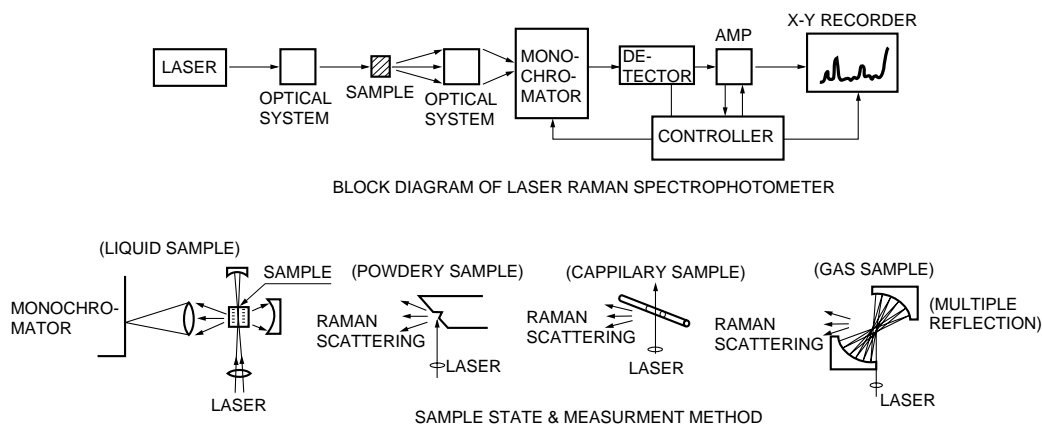 X-Y RECORDER
AMP
LASER
OPTICAL
SYSTEM
SAMPLE
OPTICAL
SYSTEM
MONO-
CHRO-
MATOR
DE-
TECTOR
CONTROLLER
BLOCK DIAGRAM OF LASER RAMAN SPECTROPHOTOMETER
(LIQUID SAMPLE)
SAMPLE
MONOCHRO-
MATOR
LASER
(POWDERY SAMPLE)
RAMAN
SCATTERING
LASER
(CAPPILARY SAMPLE)
RAMAN
SCATTERING
LASER
(GAS SAMPLE)
(MULTIPLE
REFLECTION)
RAMAN
SCATTERING
LASER
SAMPLE STATE & MEASURMENT METHOD